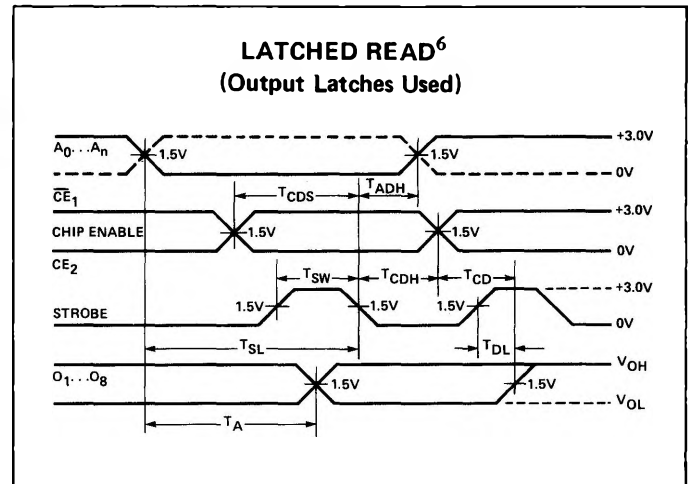 LATCHED READ6
(Output Latches Used)
A0...An
1.5V
1.5V
+3.0V
0V
TCDS
TADH
CE1
CHIP ENABLE
CE2
1.5V
1.5V
+3.0V
0V
TSW
TCDH
TCD
STROBE
1.5V
1.5V
1.5V
+3.0V
0V
TSL
TDL
O1...O8
1.5V
1.5V
VOH
VOL
TA